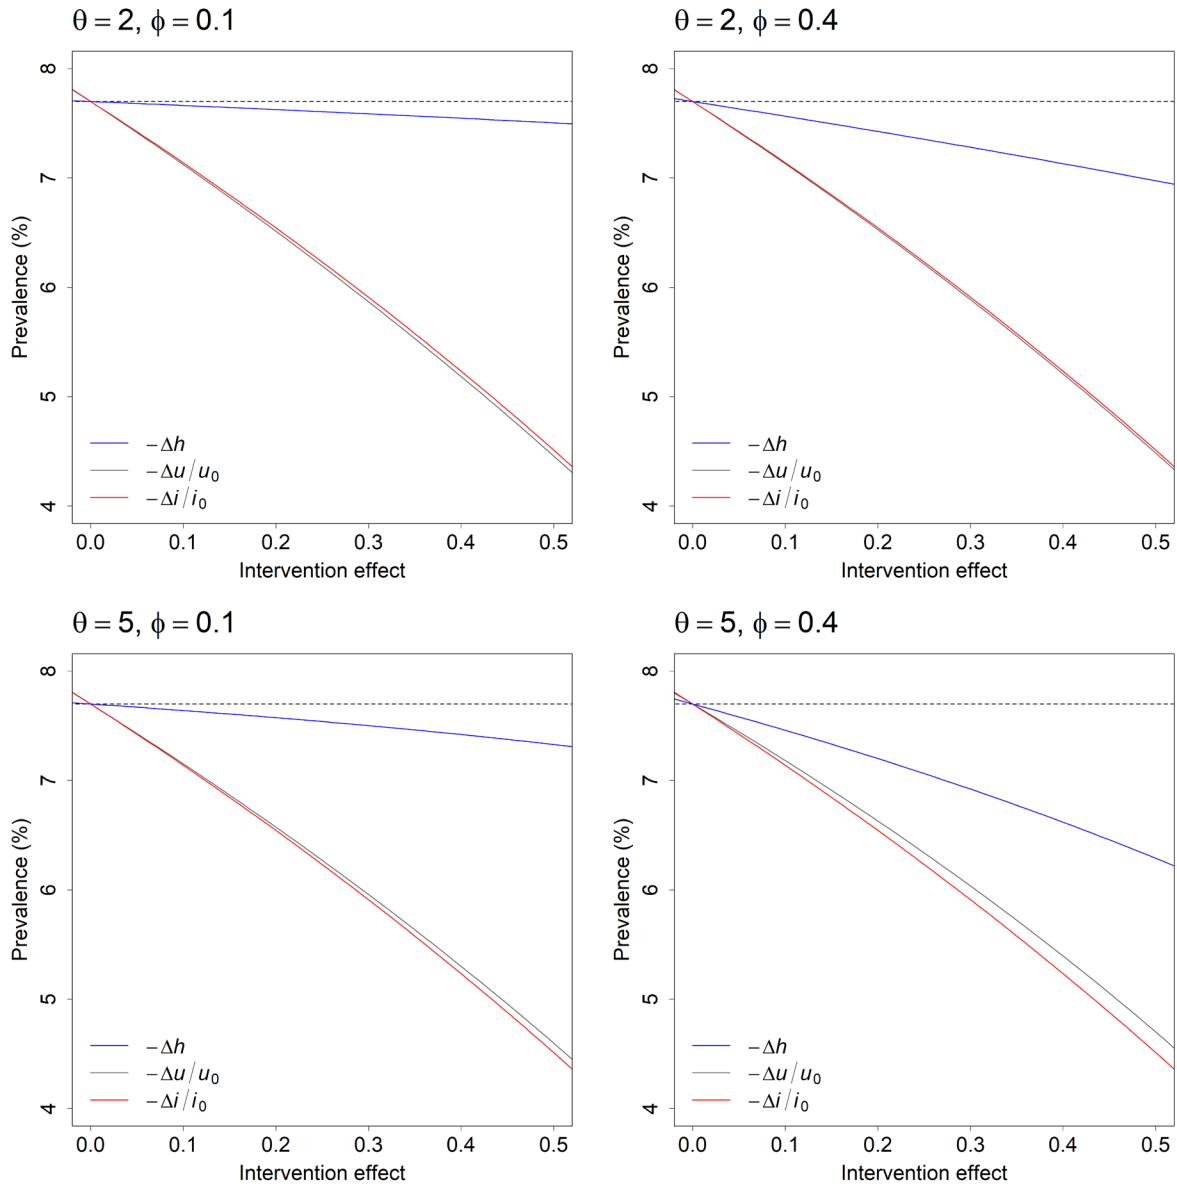 θ = 2, ϕ = 0.1
8
7
6
5
4
Prevalence (%)
−Δh
−Δu/u₀
−Δi/i₀
0.0 0.1 0.2 0.3 0.4 0.5
Intervention effect
θ = 2, ϕ = 0.4
8
7
6
5
4
Prevalence (%)
−Δh
−Δu/u₀
−Δi/i₀
0.0 0.1 0.2 0.3 0.4 0.5
Intervention effect
θ = 5, ϕ = 0.1
8
7
6
5
4
Prevalence (%)
−Δh
−Δu/u₀
−Δi/i₀
0.0 0.1 0.2 0.3 0.4 0.5
Intervention effect
θ = 5, ϕ = 0.4
8
7
6
5
4
Prevalence (%)
−Δh
−Δu/u₀
−Δi/i₀
0.0 0.1 0.2 0.3 0.4 0.5
Intervention effect